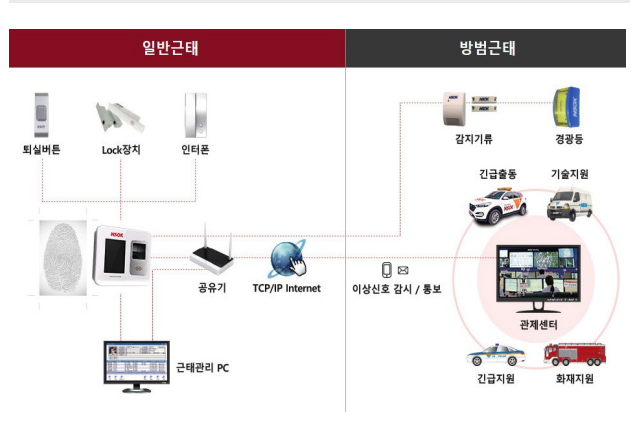 일반근태
방범근태
퇴실버튼
Lock장치
인터폰
감지기류
경광등
긴급출동
기술지원
NSOK
공유기
TCP/IP Internet
이상신호 감시 / 통보
관제센터
근태관리 PC
긴급지원
화재지원